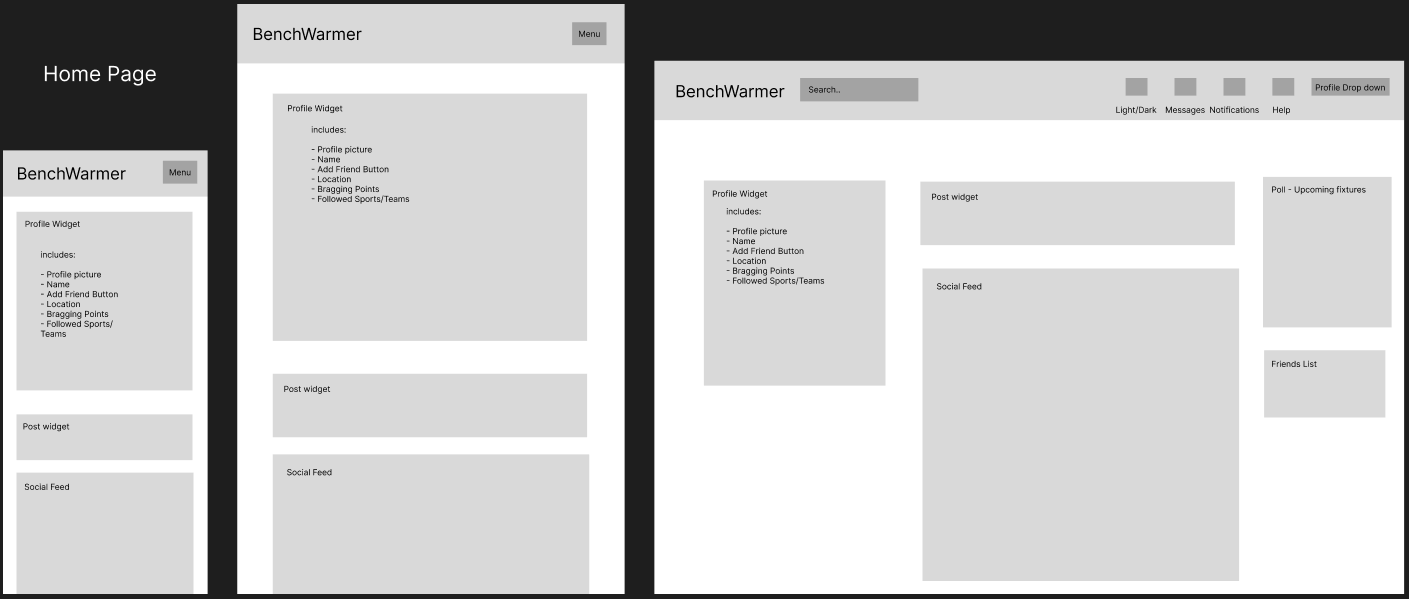 Home Page
BenchWarmer
Menu
Profile Widget
includes:
- Profile picture
- Name
- Add Friend Button
- Location
- Bragging Points
- Followed Sports/
Teams
Post widget
Social Feed
BenchWarmer
Menu
Profile Widget
includes:
- Profile picture
- Name
- Add Friend Button
- Location
- Bragging Points
- Followed Sports/Teams
Post widget
Social Feed
BenchWarmer
Search..
Light/Dark
Messages
Notifications
Help
Profile Drop down
Profile Widget
includes:
- Profile picture
- Name
- Add Friend Button
- Location
- Bragging Points
- Followed Sports/Teams
Post widget
Social Feed
Poll - Upcoming fixtures
Friends List